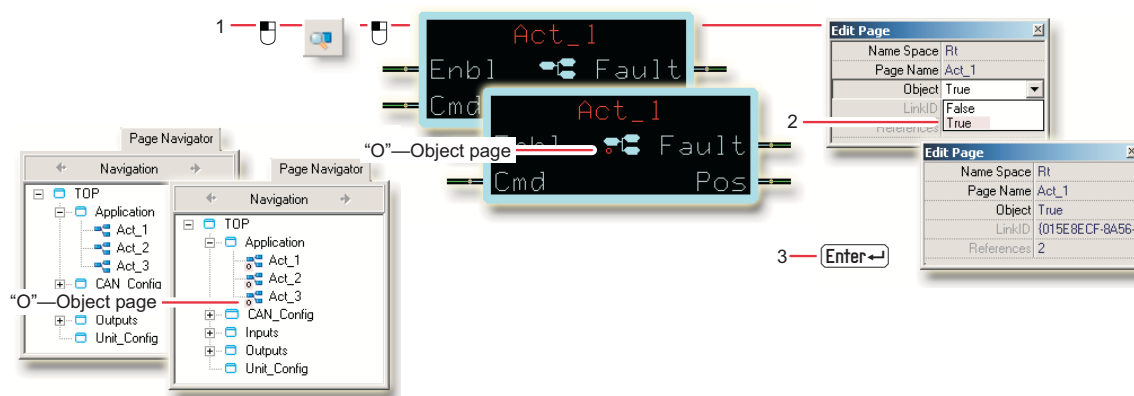 1
Act_1
Enbl Fault
Cmd
Act_1
Fault
Cmd Pos
"O"—Object page
Edit Page
Name Space Rt
Page Name Act_1
Object True
LinkID False
2
True
References
Edit Page
Name Space Rt
Page Name Act_1
Object True
LinkID {015E8ECF-8A56-
References 2
3
Enter
Page Navigator
Navigation
TOP
Application
Act_1
Act_2
Act_3
CAN_Config
Outputs
Unit_Config
"O"—Object page
Page Navigator
Navigation
TOP
Application
Act_1
Act_2
Act_3
CAN_Config
Inputs
Outputs
Unit_Config